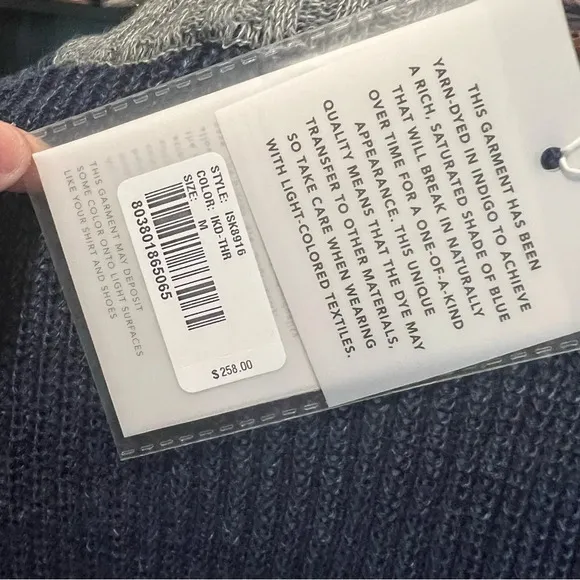 THIS GARMENT HAS BEEN
YARN-DYED IN INDIGO TO ACHIEVE
A RICH, SATURATED SHADE OF BLUE
THAT WILL BREAK IN NATURALLY
OVER TIME FOR A ONE-OF-A-KIND
APPEARANCE. THIS UNIQUE
QUALITY MEANS THAT THE DYE MAY
TRANSFER TO OTHER MATERIALS,
SO TAKE CARE WHEN WEARING
WITH LIGHT-COLORED TEXTILES.
STYLE: ISK8916
COLOR: IKD-THR
SIZE: M
803801865065
$258.00
THIS GARMENT MAY DEPOSIT
SOME COLOR ONTO LIGHT SURFACES
LIKE YOUR SHIRT AND SHOES